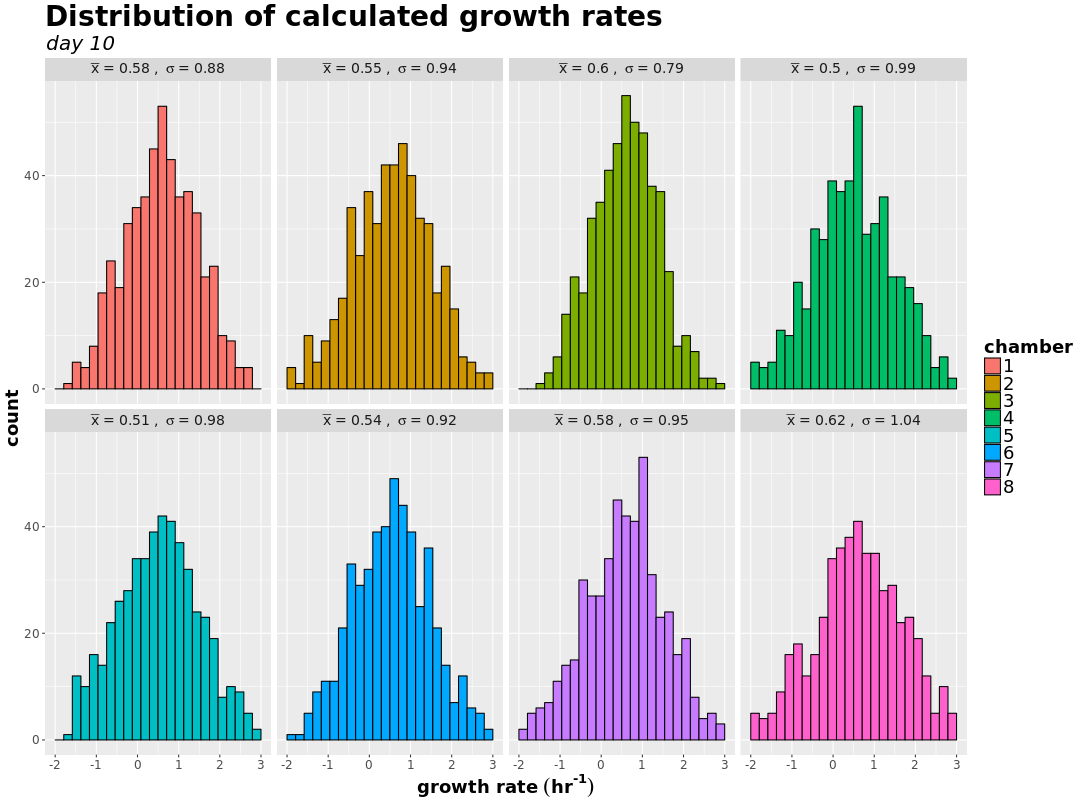 Distribution of calculated growth rates
day 10
x̅ = 0.58 , σ = 0.88
x̅ = 0.55 , σ = 0.94
x̅ = 0.6 , σ = 0.79
x̅ = 0.5 , σ = 0.99
40
20
0
x̅ = 0.51 , σ = 0.98
x̅ = 0.54 , σ = 0.92
x̅ = 0.58 , σ = 0.95
x̅ = 0.62 , σ = 1.04
40
20
0
-2 -1 0 1 2 3
-2 -1 0 1 2 3
-2 -1 0 1 2 3
-2 -1 0 1 2 3
count
growth rate (hr⁻¹)
chamber
1
2
3
4
5
6
7
8